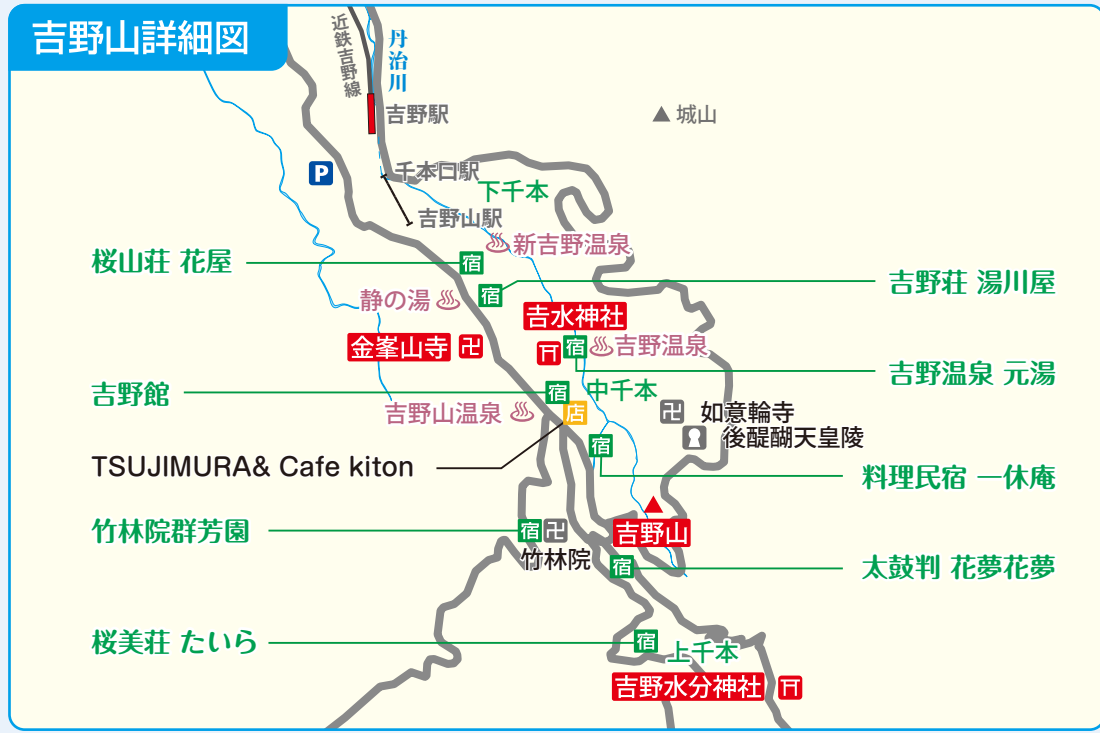 吉野山詳細図
近鉄吉野線
丹治川
吉野駅
城山
P
千本口駅
下千本
吉野山駅
新吉野温泉
桜山荘 花屋
宿
吉野荘 湯川屋
宿
静の湯
吉水神社
金峯山寺
卍
宿
吉野温泉
吉野温泉 元湯
吉野館
宿
中千本
吉野山温泉
店
卍
如意輪寺
後醍醐天皇陵
宿
TSUJIMURA& Cafe kiton
料理民宿 一休庵
竹林院群芳園
宿
卍
竹林院
吉野山
宿
太鼓判 花夢花夢
桜美荘 たいら
宿
上千本
吉野水分神社